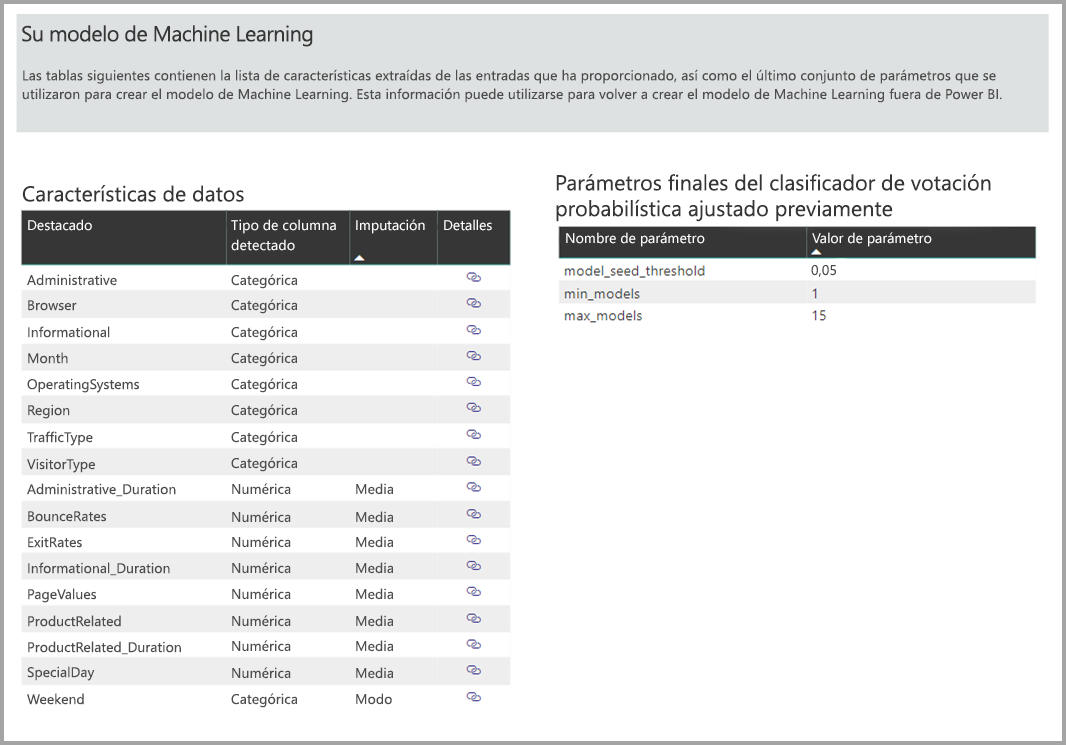 Su modelo de Machine Learning
Las tablas siguientes contienen la lista de características extraídas de las entradas que ha proporcionado, así como el último conjunto de parámetros que se
utilizaron para crear el modelo de Machine Learning. Esta información puede utilizarse para volver a crear el modelo de Machine Learning fuera de Power BI.
Características de datos
Destacado Tipo de columna detectado Imputación Detalles
Administrative Categórica
Browser Categórica
Informational Categórica
Month Categórica
OperatingSystems Categórica
Region Categórica
TrafficType Categórica
VisitorType Categórica
Administrative_Duration Numérica Media
BounceRates Numérica Media
ExitRates Numérica Media
Informational_Duration Numérica Media
PageValues Numérica Media
ProductRelated Numérica Media
ProductRelated_Duration Numérica Media
SpecialDay Numérica Media
Weekend Categórica Modo
Parámetros finales del clasificador de votación
probabilística ajustado previamente
Nombre de parámetro Valor de parámetro
model_seed_threshold 0,05
min_models 1
max_models 15